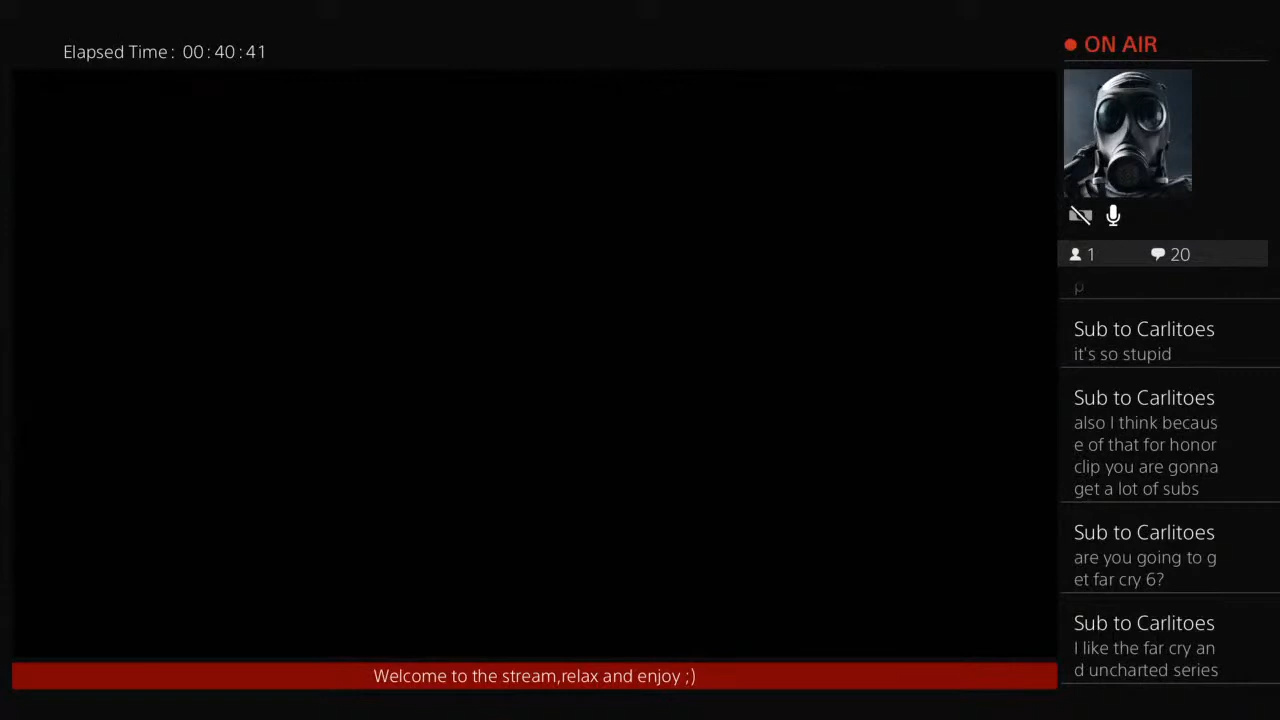 Elapsed Time: 00:40:41
ON AIR
1 20
p
Sub to Carlitoes
it's so stupid
Sub to Carlitoes
also I think becaus
e of that for honor
clip you are gonna
get a lot of subs
Sub to Carlitoes
are you going to g
et far cry 6?
Sub to Carlitoes
I like the far cry an
d uncharted series
Welcome to the stream,relax and enjoy ;)